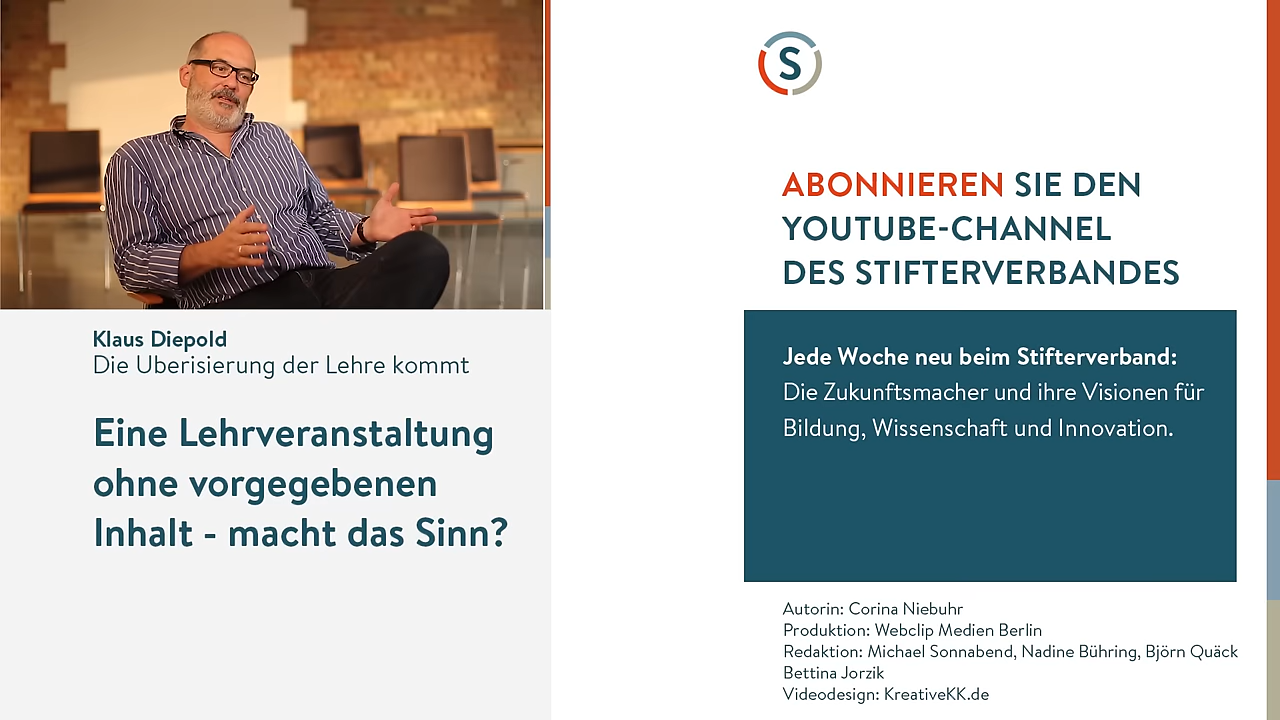 Klaus Diepold
Die Uberisierung der Lehre kommt
Eine Lehrveranstaltung
ohne vorgegebenen
Inhalt - macht das Sinn?
S
ABONNIEREN SIE DEN
YOUTUBE-CHANNEL
DES STIFTERVERBANDES
Jede Woche neu beim Stifterverband:
Die Zukunftsmacher und ihre Visionen für
Bildung, Wissenschaft und Innovation.
Autorin: Corina Niebuhr
Produktion: Webclip Medien Berlin
Redaktion: Michael Sonnabend, Nadine Bühring, Björn Quäck
Bettina Jorzik
Videodesign: KreativeKK.de